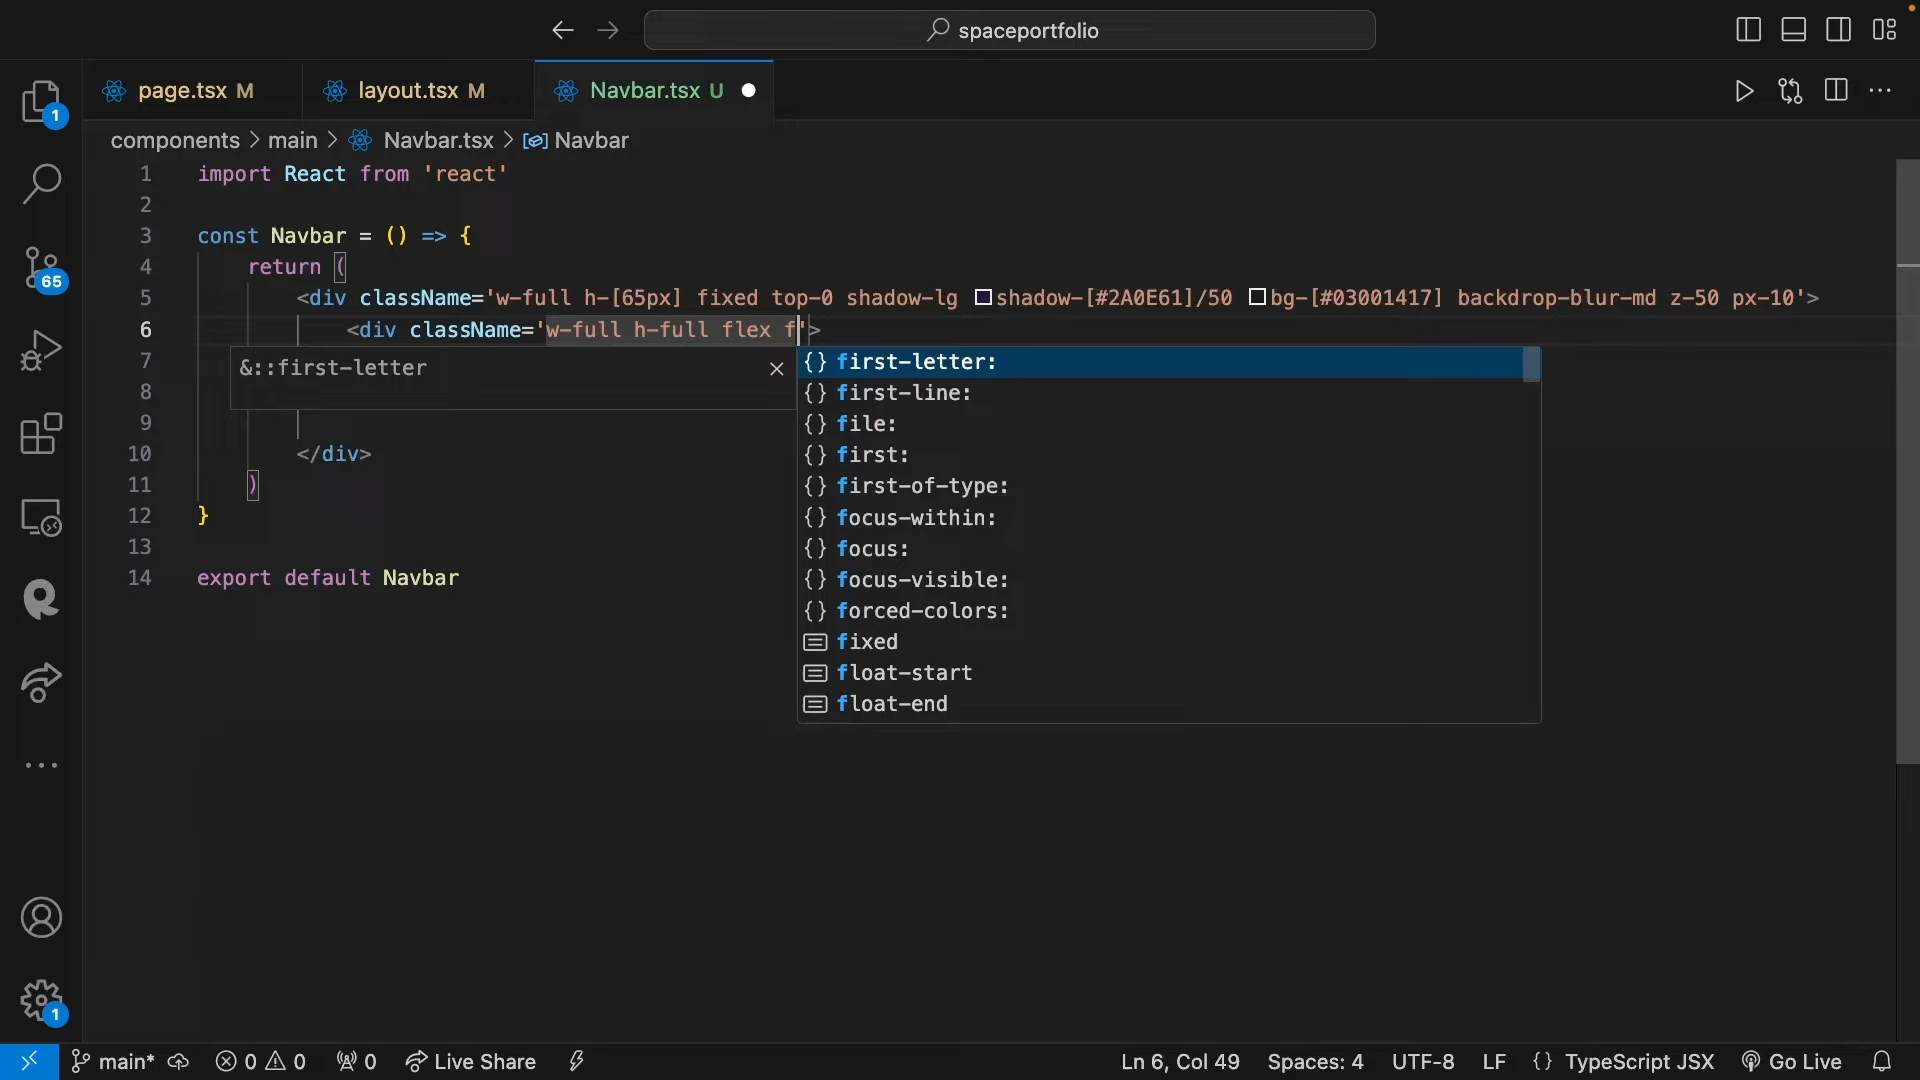 spaceportfolio
page.tsx M
layout.tsx M
Navbar.tsx U
components > main > Navbar.tsx > Navbar
1 import React from 'react'
2
3 const Navbar = () => {
4 return (
5 <div className='w-full h-[65px] fixed top-0 shadow-lg shadow-[#2A0E61]/50 bg-[#03001417] backdrop-blur-md z-50 px-10'>
6 <div className='w-full h-full flex f'>
7
8
9
10 </div>
11 )
12 }
13
14 export default Navbar
&::first-letter
{} first-letter:
{} first-line:
{} file:
{} first:
{} first-of-type:
{} focus-within:
{} focus:
{} focus-visible:
{} forced-colors:
fixed
float-start
float-end
1
65
1
main* 0 0 0 Live Share
Ln 6, Col 49 Spaces: 4 UTF-8 LF {} TypeScript JSX Go Live